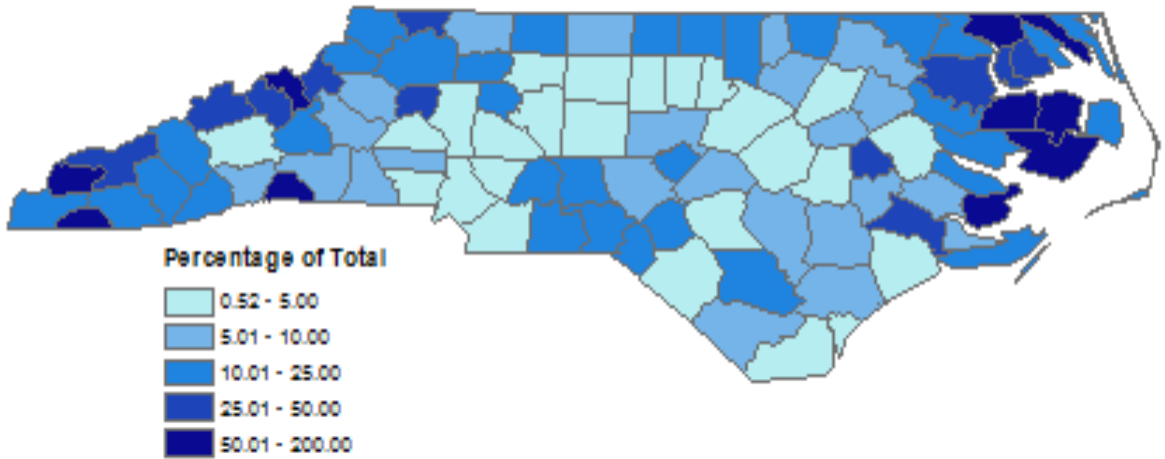 Percentage of Total
0.52 - 5.00
5.01 - 10.00
10.01 - 25.00
25.01 - 50.00
50.01 - 200.00